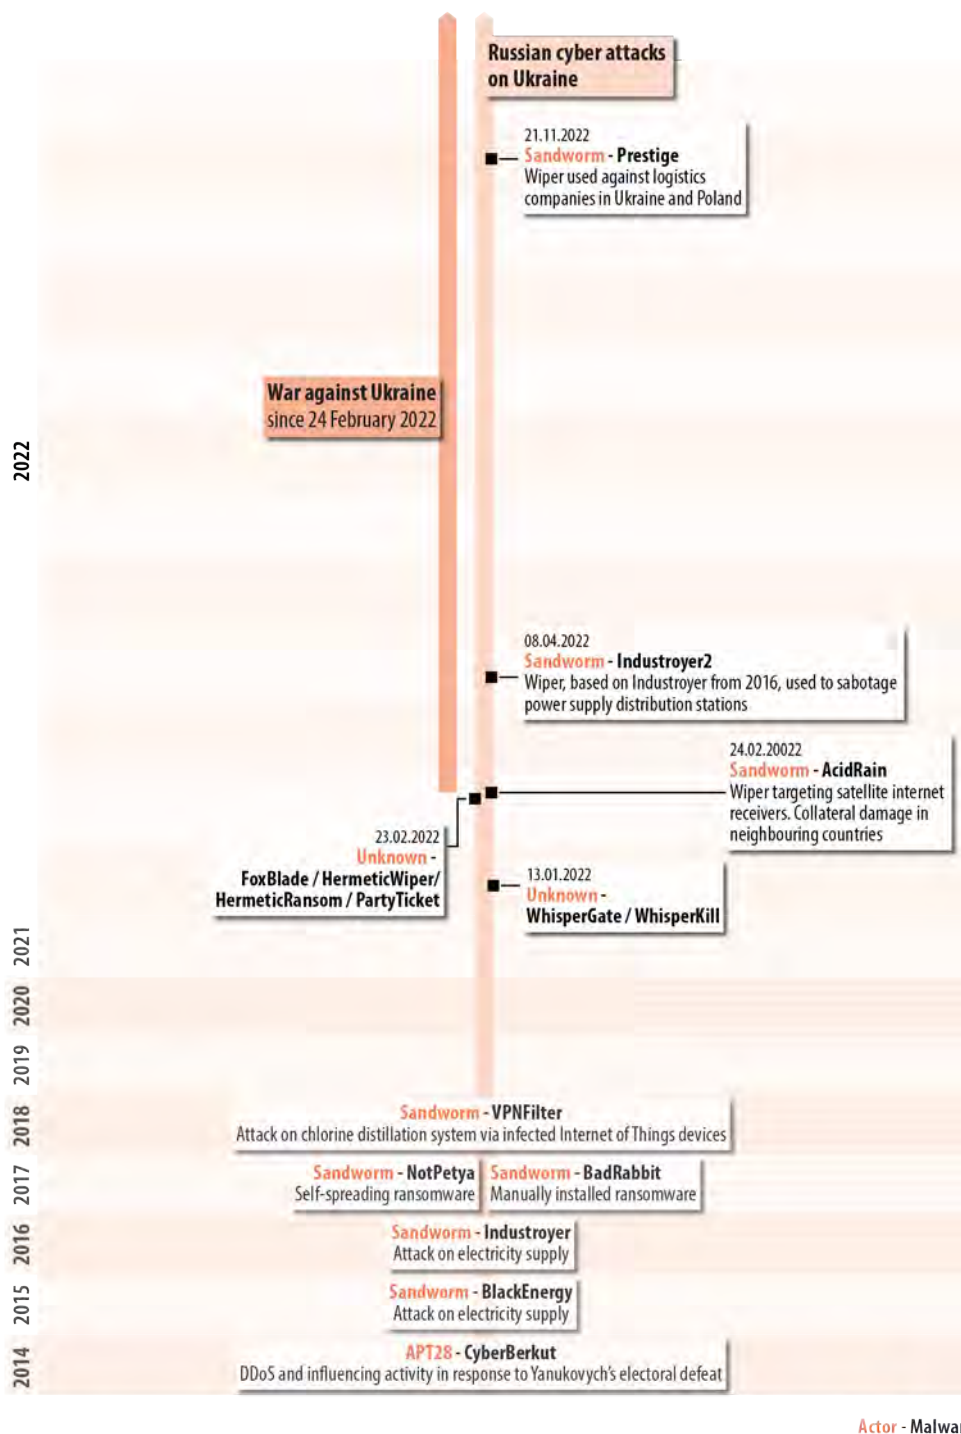 Russian cyber attacks
on Ukraine
21.11.2022
Sandworm - Prestige
Wiper used against logistics
companies in Ukraine and Poland
War against Ukraine
since 24 February 2022
2022
08.04.2022
Sandworm - Industroyer2
Wiper, based on Industroyer from 2016, used to sabotage
power supply distribution stations
24.02.20022
Sandworm - AcidRain
Wiper targeting satellite internet
receivers. Collateral damage in
neighbouring countries
23.02.2022
Unknown -
FoxBlade / HermeticWiper/
HermeticRansom / PartyTicket
13.01.2022
Unknown -
WhisperGate / WhisperKill
2021
2020
2019
2018
Sandworm - VPNFilter
Attack on chlorine distillation system via infected Internet of Things devices
2017
Sandworm - NotPetya
Self-spreading ransomware
Sandworm - BadRabbit
Manually installed ransomware
2016
Sandworm - Industroyer
Attack on electricity supply
2015
Sandworm - BlackEnergy
Attack on electricity supply
2014
APT28 - CyberBerkut
DDoS and influencing activity in response to Yanukovych's electoral defeat
Actor - Malwar